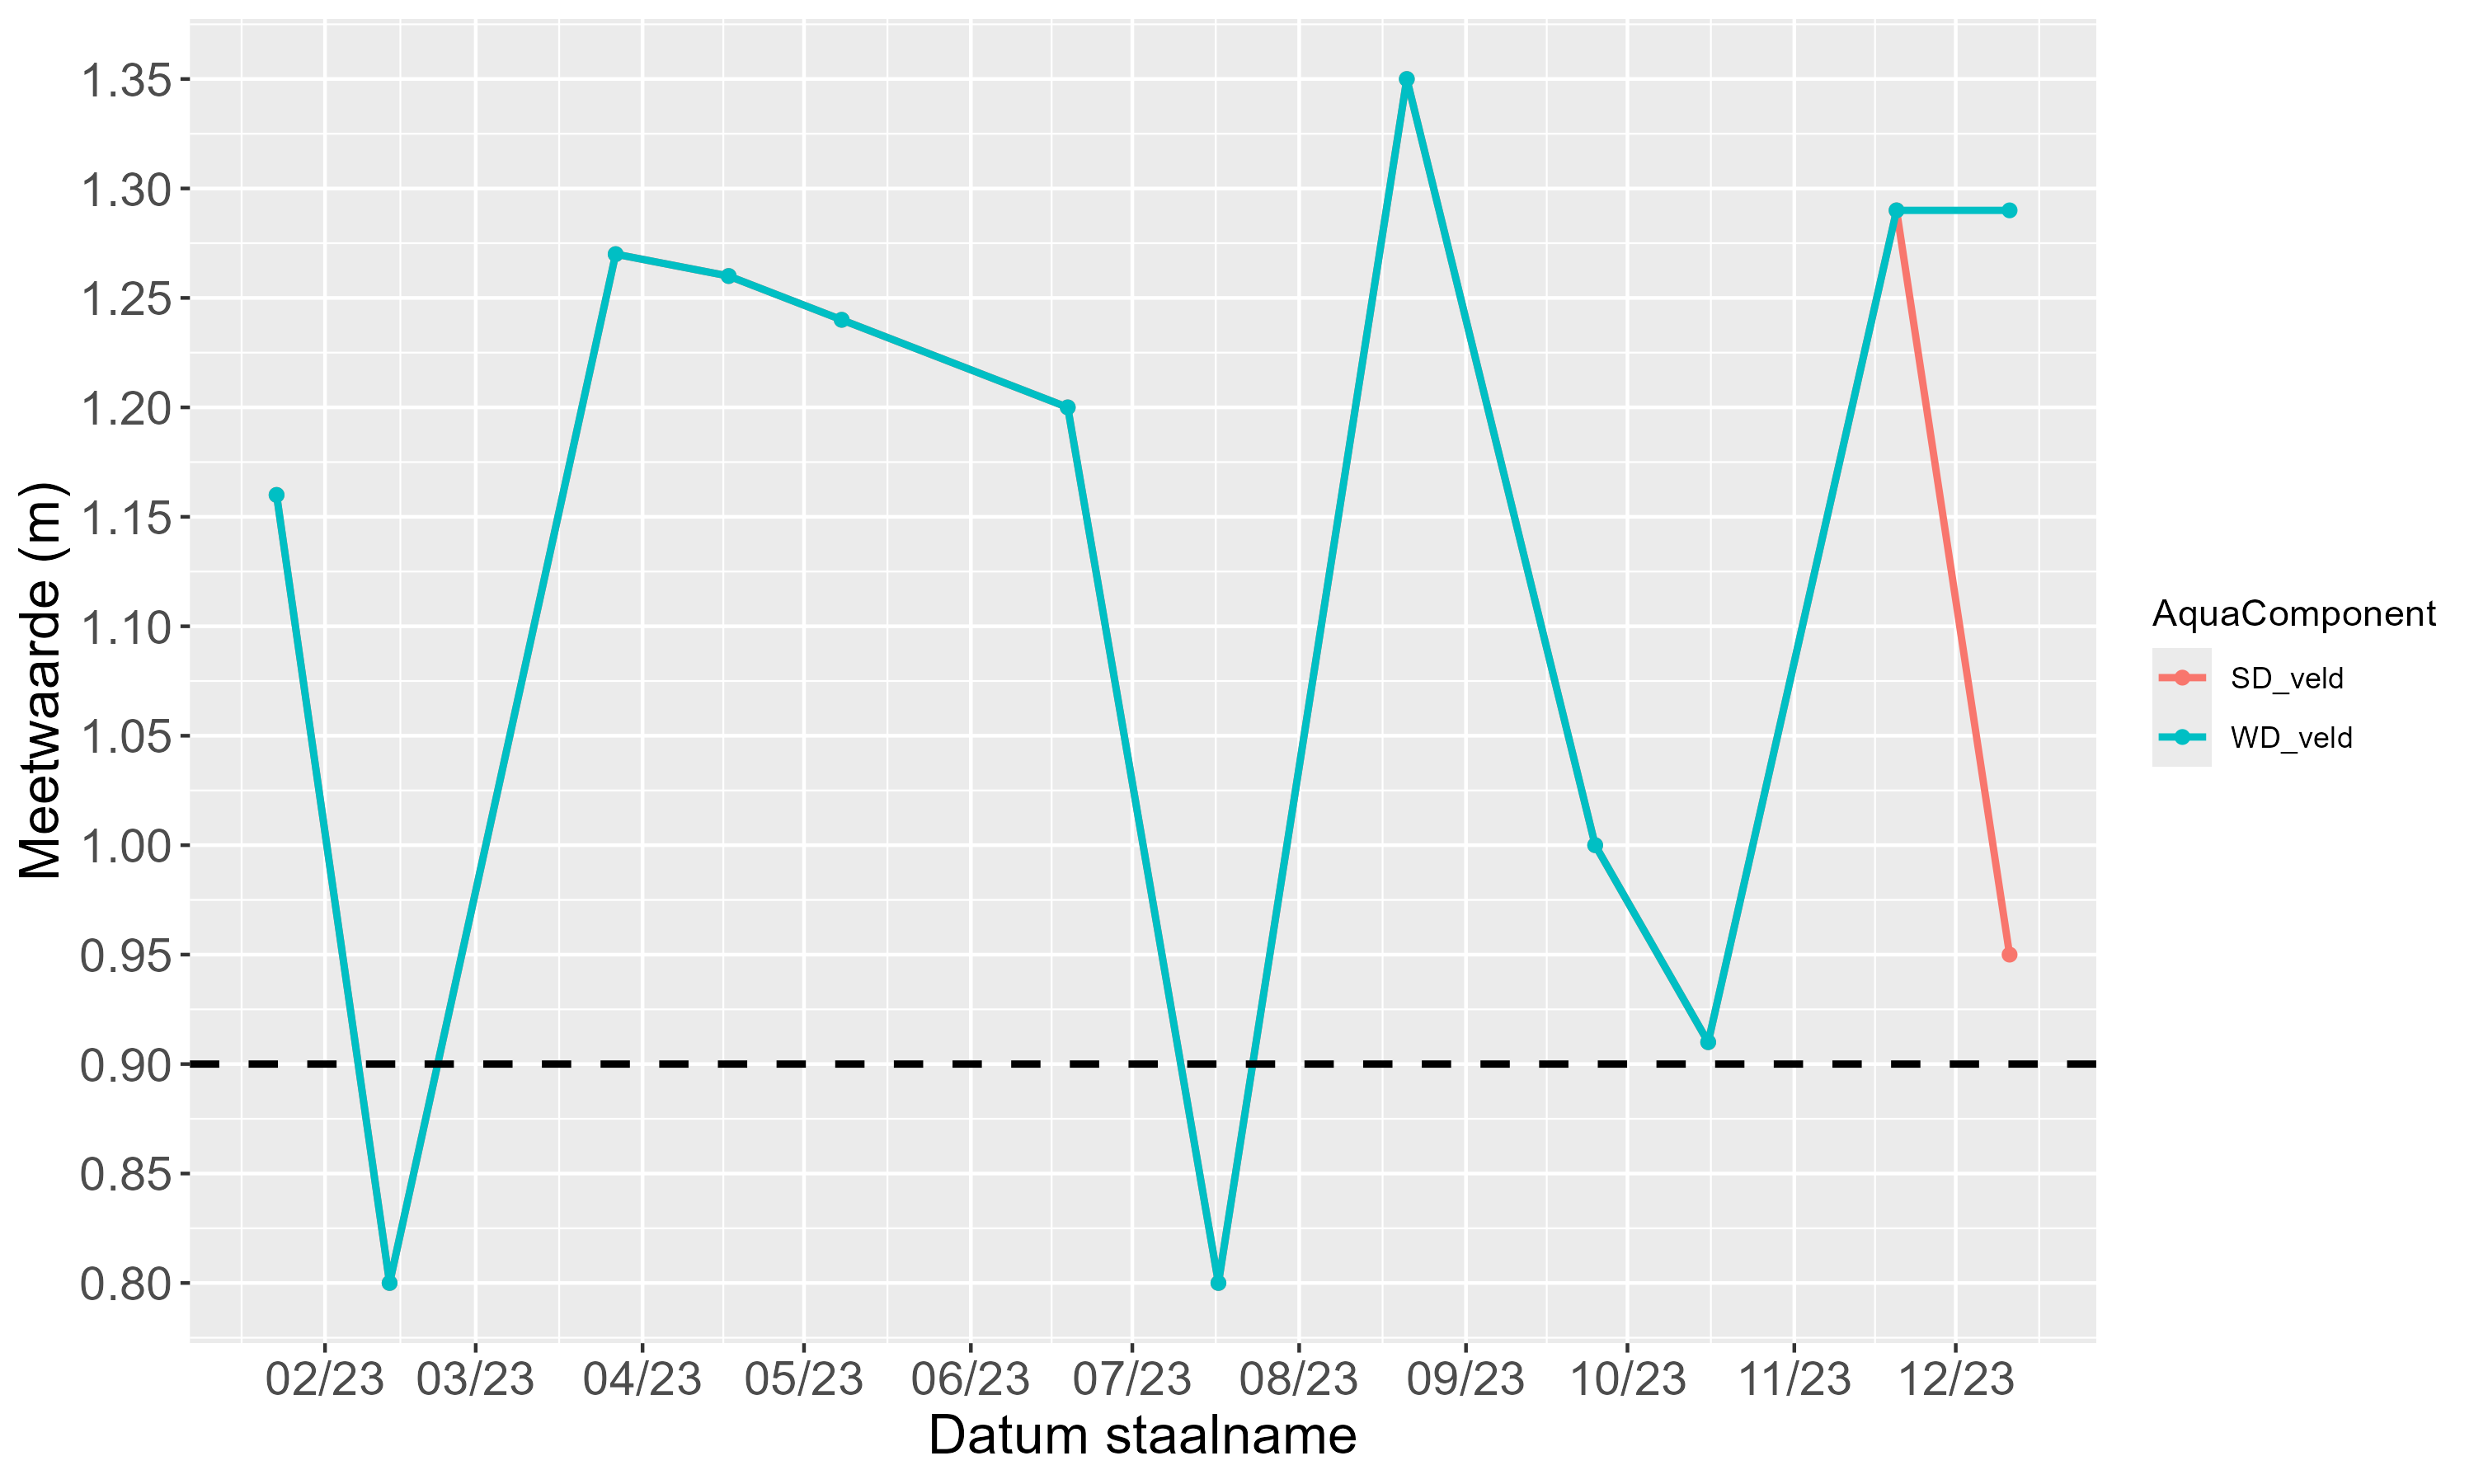 Meetwaarde (m)
1.35
1.30
1.25
1.20
1.15
1.10
1.05
1.00
0.95
0.90
0.85
0.80
02/23 03/23 04/23 05/23 06/23 07/23 08/23 09/23 10/23 11/23 12/23
Datum staalname
AquaComponent
SD_veld
WD_veld